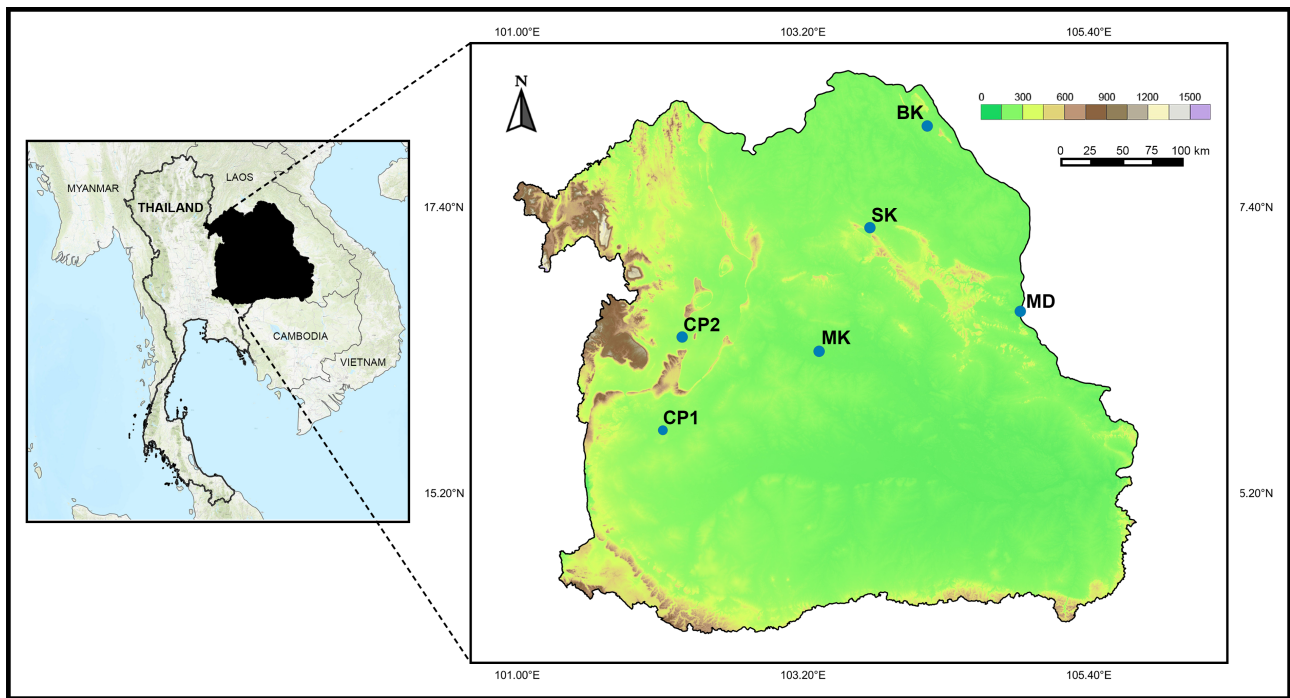 101.00°E 103.20°E 105.40°E
N
0 300 600 900 1200 1500
BK
0 25 50 75 100 km
LAOS
MYANMAR
THAILAND
17.40°N 7.40°N
SK
MD
CP2
MK
CAMBODIA
VIETNAM
CP1
15.20°N 5.20°N
101.00°E 103.20°E 105.40°E